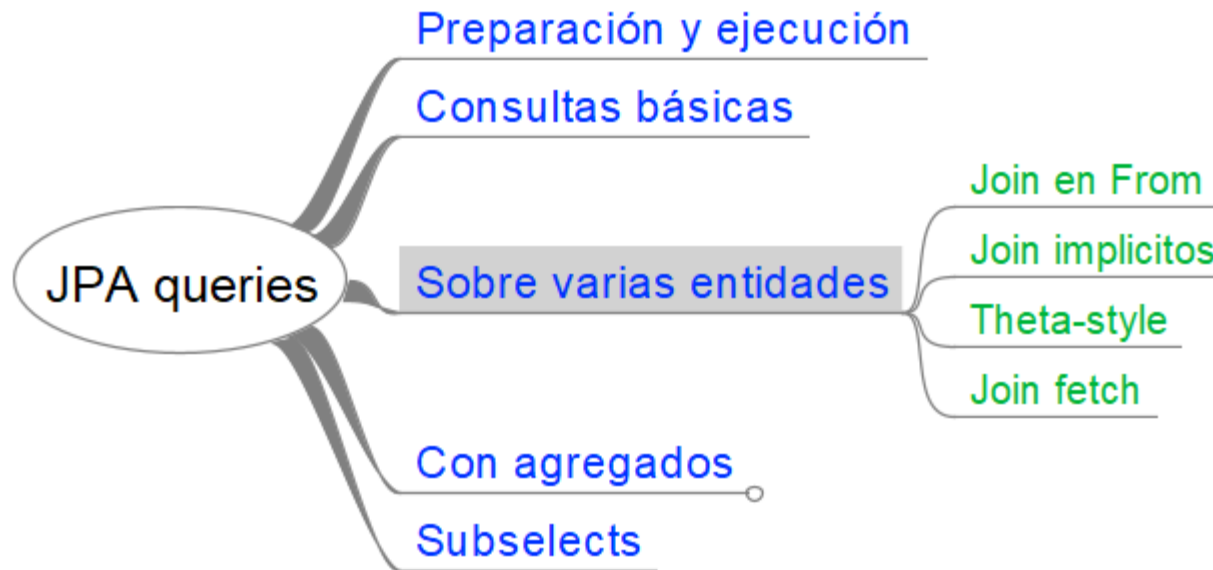 JPA queries
Preparación y ejecución
Consultas básicas
Sobre varias entidades
Join en From
Join implicitos
Theta-style
Join fetch
Con agregados
Subselects